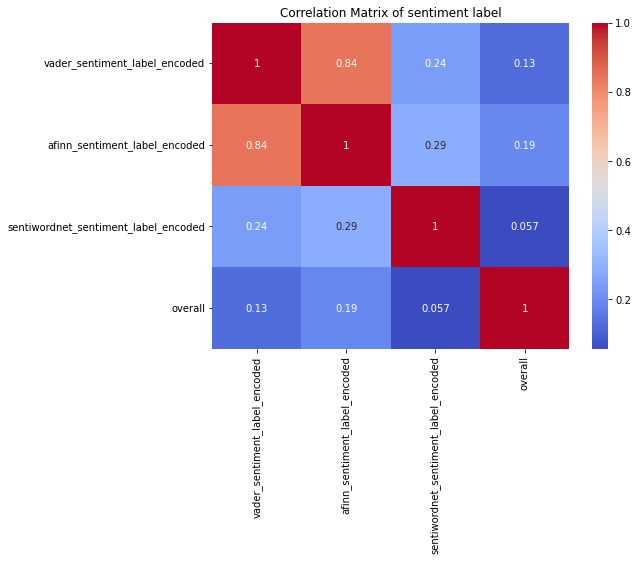 Correlation Matrix of sentiment label
vader_sentiment_label_encoded
1
0.84
0.24
0.13
afinn_sentiment_label_encoded
0.84
1
0.29
0.19
sentiwordnet_sentiment_label_encoded
0.24
0.29
1
0.057
overall
0.13
0.19
0.057
1
vader_sentiment_label_encoded
afinn_sentiment_label_encoded
sentiwordnet_sentiment_label_encoded
overall
1.0
0.8
0.6
0.4
0.2